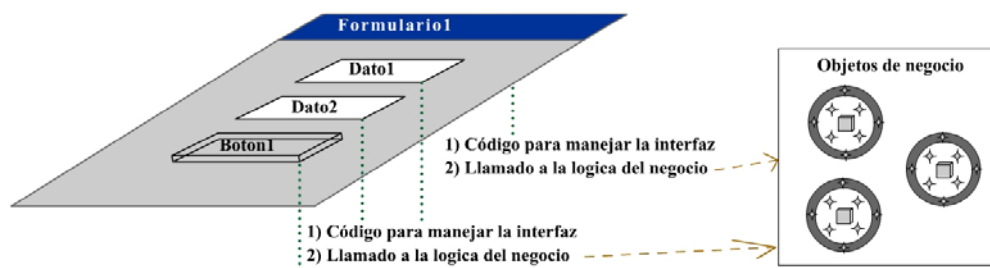 Formulario1
Objetos de negocio
Dato1
Dato2
Boton1
1) Código para manejar la interfaz
2) Llamado a la logica del negocio
1) Código para manejar la interfaz
2) Llamado a la logica del negocio